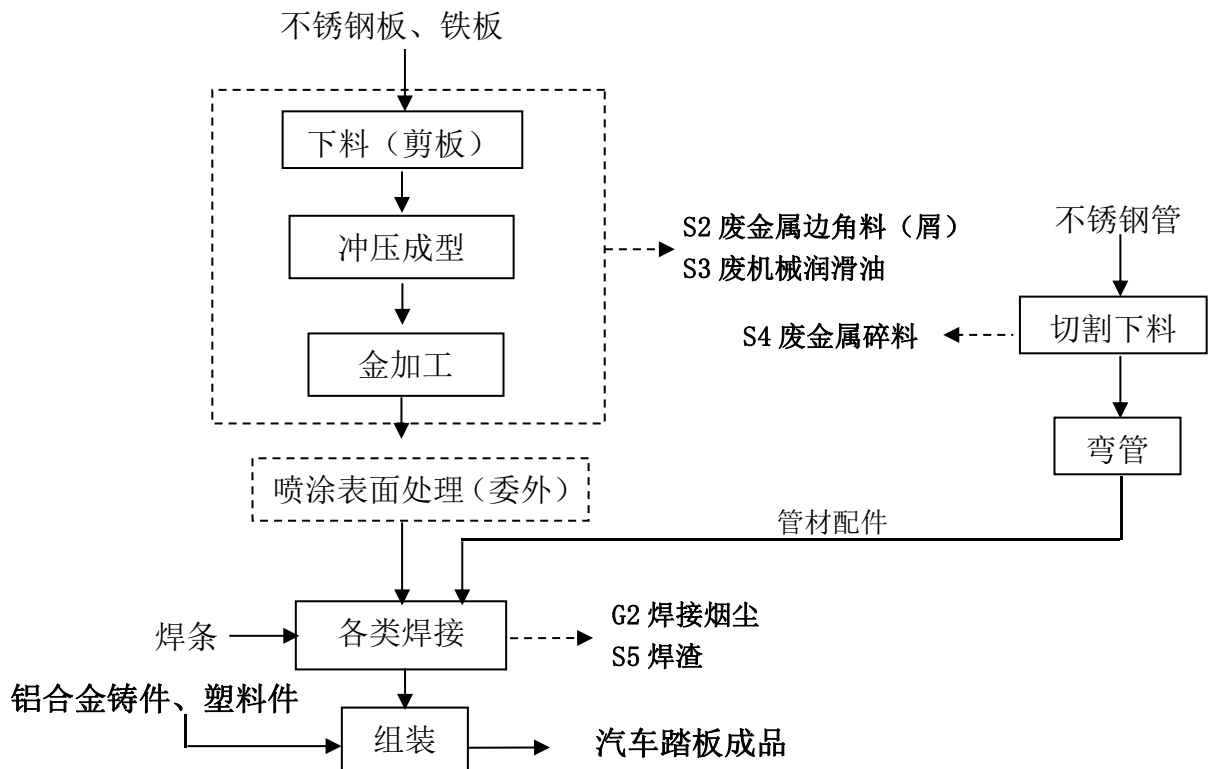 不锈钢板、铁板
下料（剪板）
冲压成型
金加工
S2 废金属边角料（屑）
S3 废机械润滑油
不锈钢管
切割下料
S4 废金属碎料
弯管
喷涂表面处理（委外）
管材配件
焊条
各类焊接
G2 焊接烟尘
S5 焊渣
铝合金铸件、塑料件
组装
汽车踏板成品